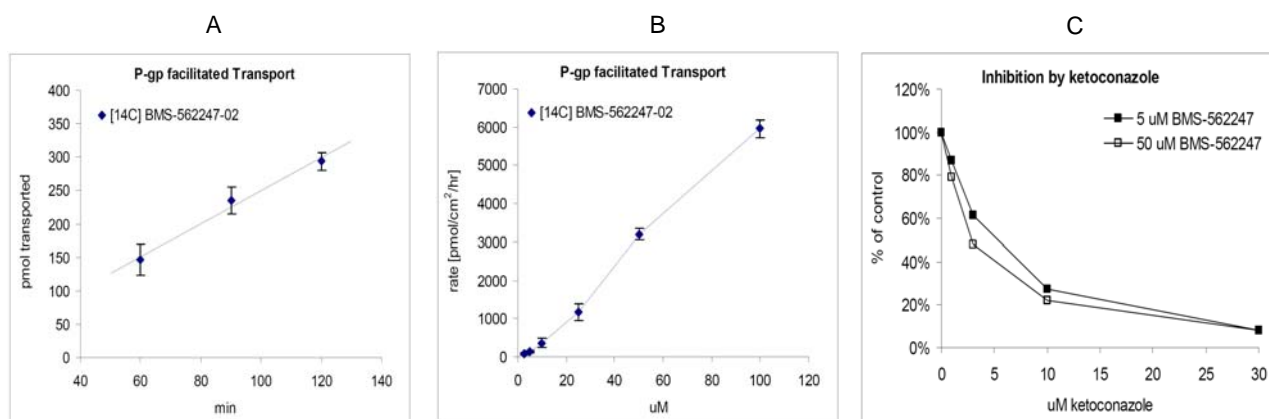 A
P-gp facilitated Transport
400
350
300
250
200
150
100
50
0
[14C] BMS-562247-02
pmol transported
40
60
80
100
120
140
min
B
P-gp facilitated Transport
7000
6000
5000
4000
3000
2000
1000
0
[14C] BMS-562247-02
rate [pmol/cm²/hr]
0
20
40
60
80
100
120
uM
C
Inhibition by ketoconazole
120%
100%
80%
60%
40%
20%
0%
5 uM BMS-562247
50 uM BMS-562247
% of control
0
5
10
15
20
25
30
uM ketoconazole